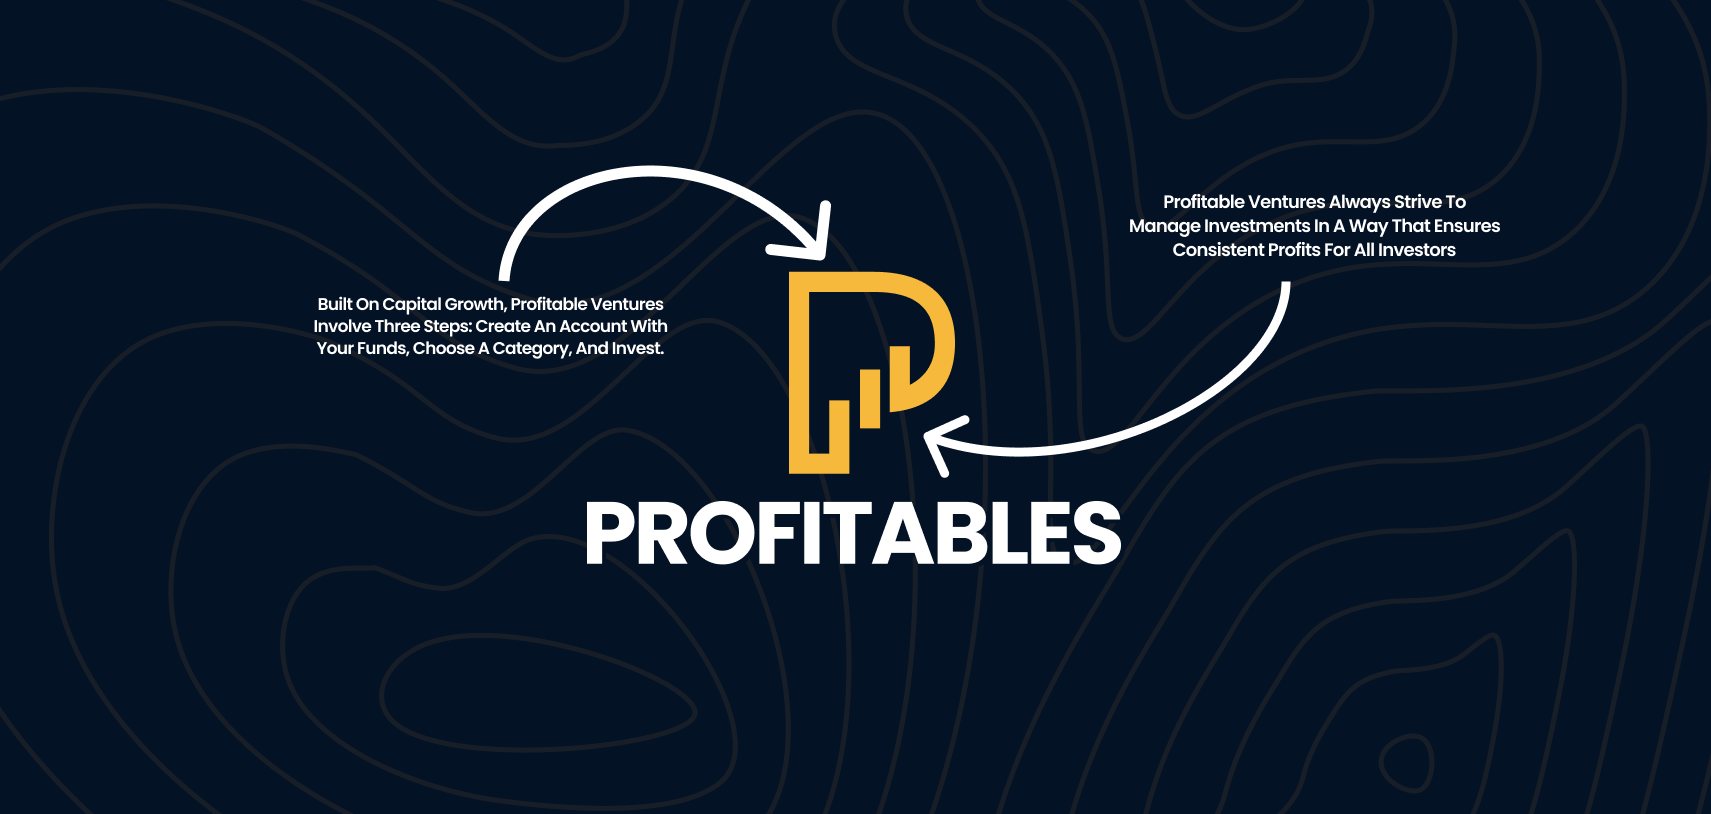 Profitable Ventures Always Strive To
Manage Investments In A Way That Ensures
Consistent Profits For All Investors
Built On Capital Growth, Profitable Ventures
Involve Three Steps: Create An Account With
Your Funds, Choose A Category, And Invest.
PROFITABLES